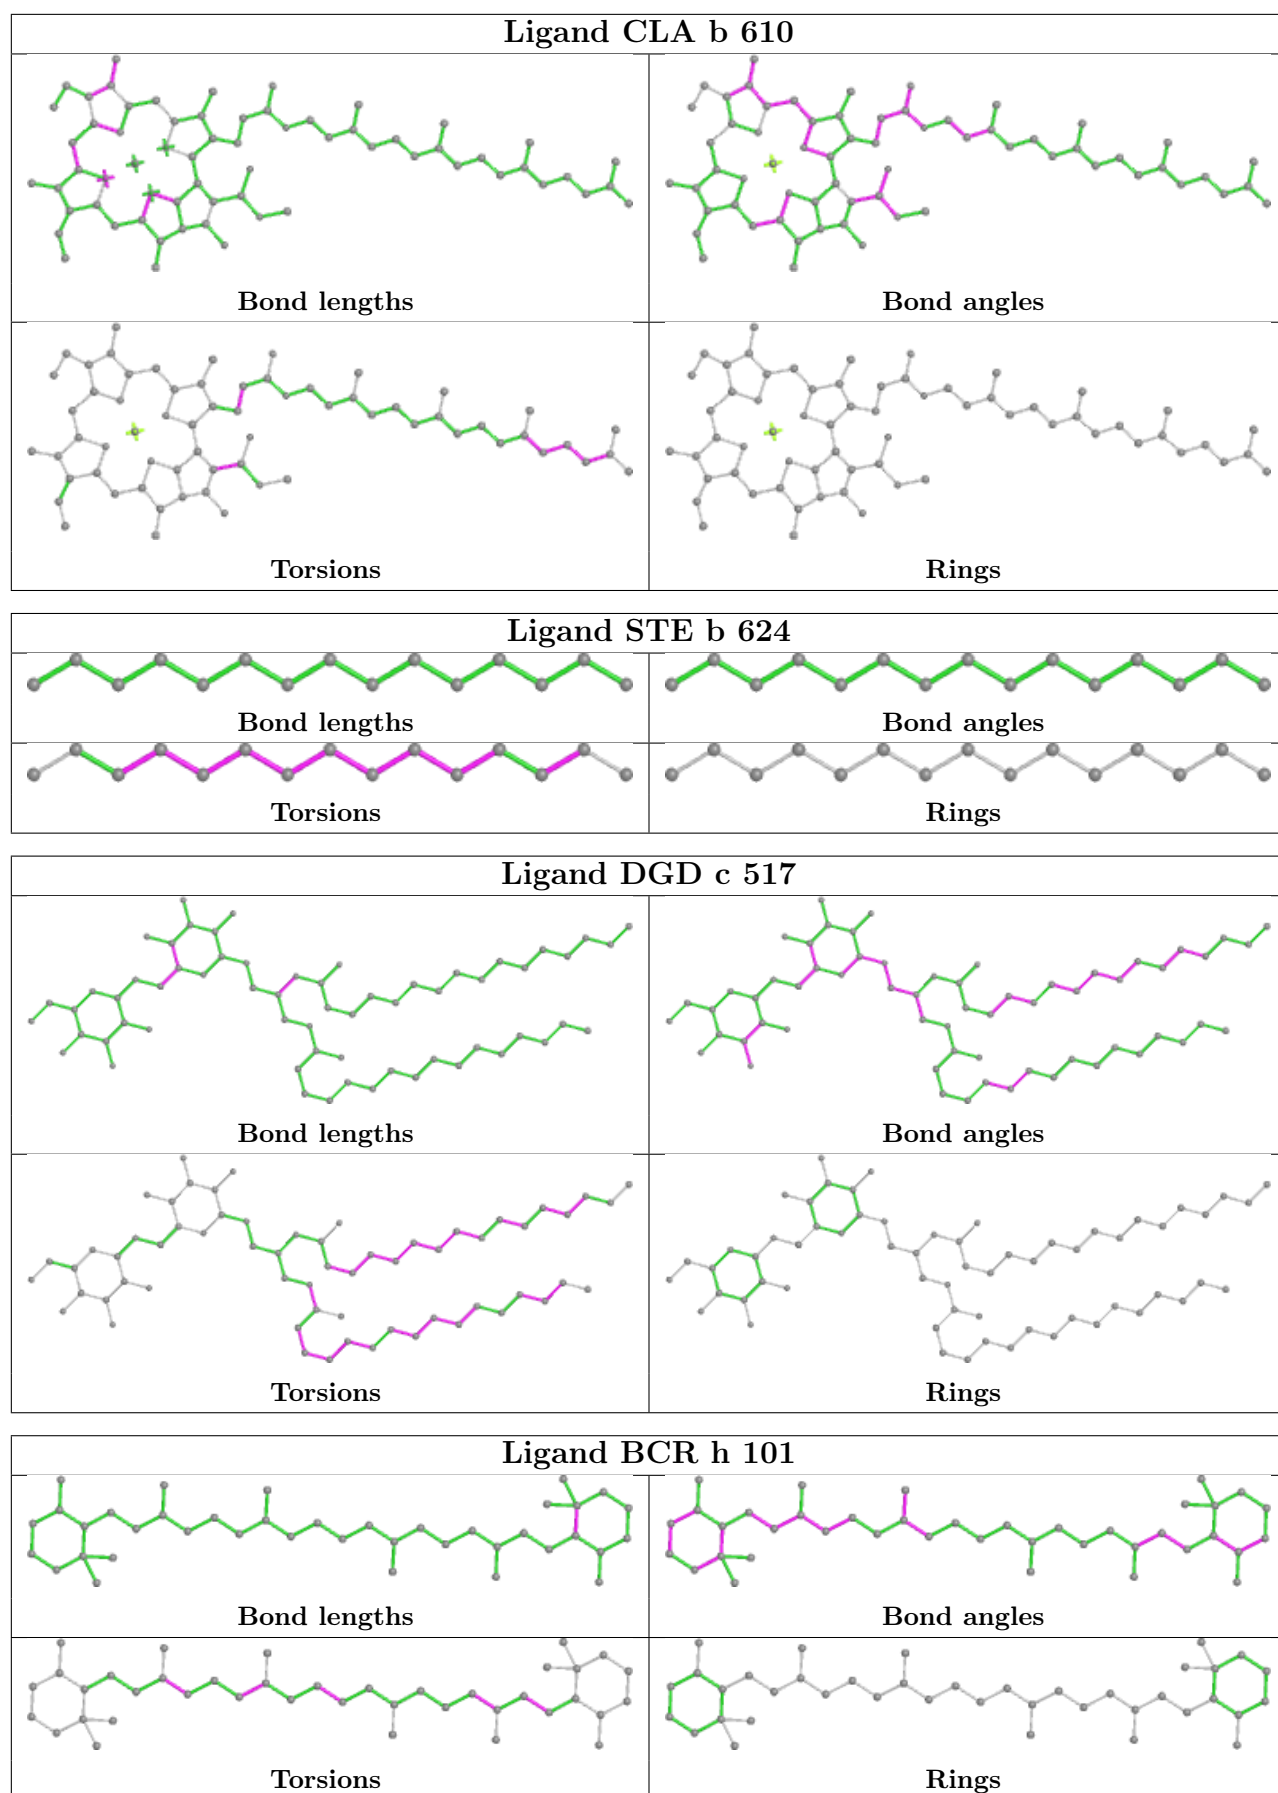 Ligand CLA b 610
Bond lengths
Bond angles
Torsions
Rings
Ligand STE b 624
Bond lengths
Bond angles
Torsions
Rings
Ligand DGD c 517
Bond lengths
Bond angles
Torsions
Rings
Ligand BCR h 101
Bond lengths
Bond angles
Torsions
Rings